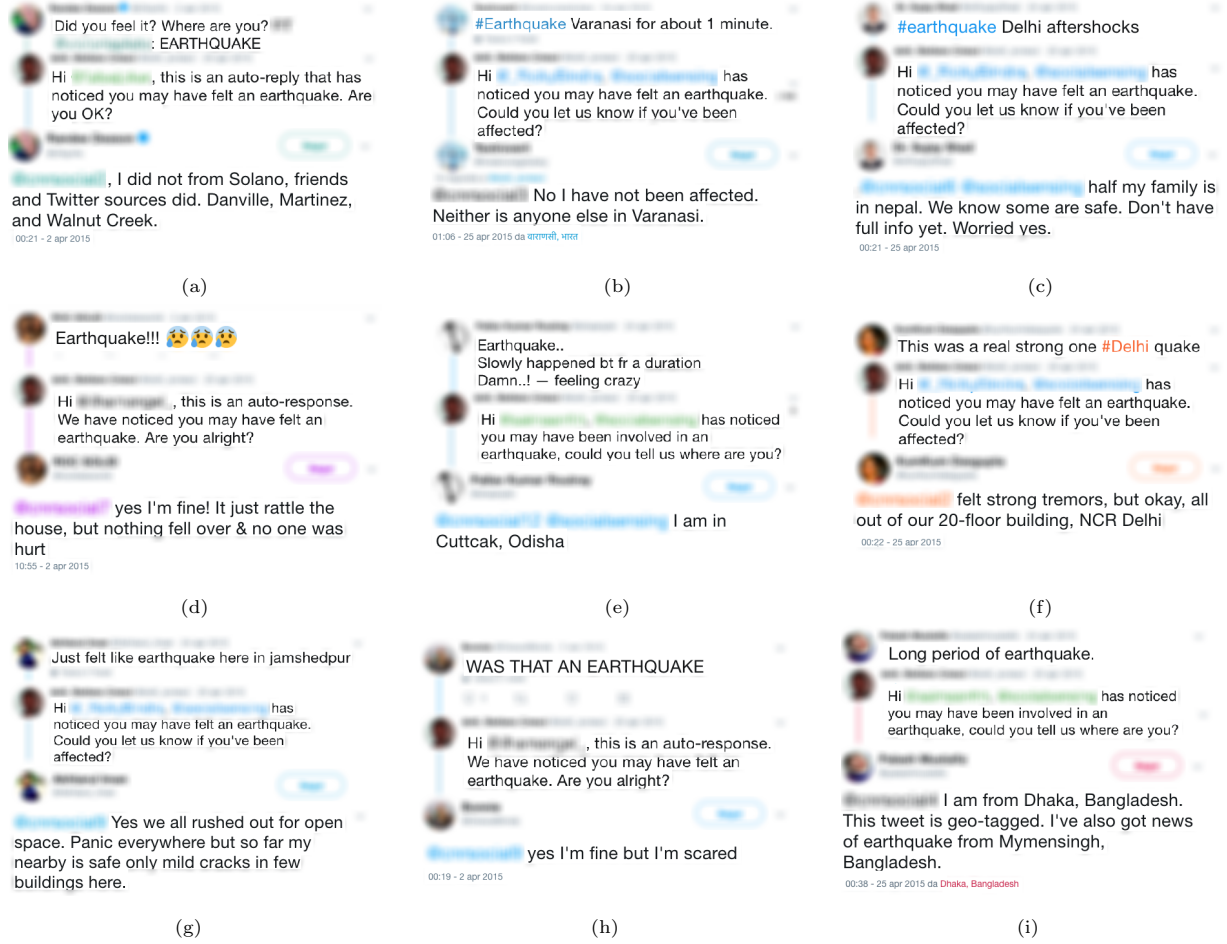 Did you feel it? Where are you?
: EARTHQUAKE
Hi , this is an auto-reply that has
noticed you may have felt an earthquake. Are
you OK?
, I did not from Solano, friends
and Twitter sources did. Danville, Martinez,
and Walnut Creek.
00:21 - 2 apr 2015
(a)
#Earthquake Varanasi for about 1 minute.
Hi has
noticed you may have felt an earthquake.
Could you let us know if you've been
affected?
No I have not been affected.
Neither is anyone else in Varanasi.
01:06 - 25 apr 2015 da वाराणसी, भारत
(b)
#earthquake Delhi aftershocks
Hi has
noticed you may have felt an earthquake.
Could you let us know if you've been
affected?
half my family is
in nepal. We know some are safe. Don't have
full info yet. Worried yes.
00:21 - 25 apr 2015
(c)
Earthquake!!! 😰😰😰
Hi , this is an auto-response.
We have noticed you may have felt an
earthquake. Are you alright?
yes I'm fine! It just rattle the
house, but nothing fell over & no one was
hurt
10:55 - 2 apr 2015
(d)
Earthquake..
Slowly happened bt fr a duration
Damn..! — feeling crazy
Hi has noticed
you may have been involved in an
earthquake, could you tell us where are you?
I am in
Cuttcak, Odisha
(e)
This was a real strong one #Delhi quake
Hi has
noticed you may have felt an earthquake.
Could you let us know if you've been
affected?
felt strong tremors, but okay, all
out of our 20-floor building, NCR Delhi
00:22 - 25 apr 2015
(f)
Just felt like earthquake here in jamshedpur
Hi has
noticed you may have felt an earthquake.
Could you let us know if you've been
affected?
Yes we all rushed out for open
space. Panic everywhere but so far my
nearby is safe only mild cracks in few
buildings here.
(g)
WAS THAT AN EARTHQUAKE
Hi , this is an auto-response.
We have noticed you may have felt an
earthquake. Are you alright?
yes I'm fine but I'm scared
00:19 - 2 apr 2015
(h)
Long period of earthquake.
Hi has noticed
you may have been involved in an
earthquake, could you tell us where are you?
I am from Dhaka, Bangladesh.
This tweet is geo-tagged. I've also got news
of earthquake from Mymensingh,
Bangladesh.
00:38 - 25 apr 2015 da Dhaka, Bangladesh
(i)